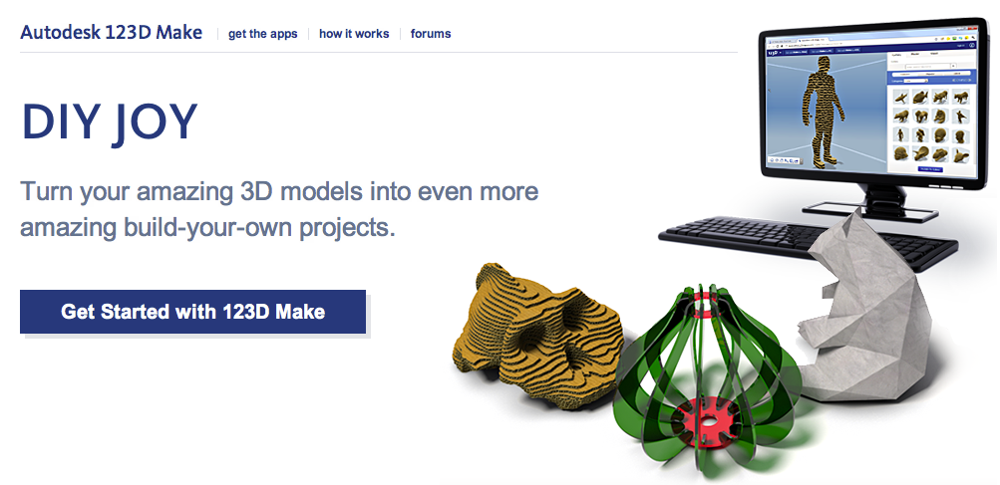 Autodesk 123D Make
get the apps
how it works
forums
DIY JOY
Turn your amazing 3D models into even more
amazing build-your-own projects.
Get Started with 123D Make